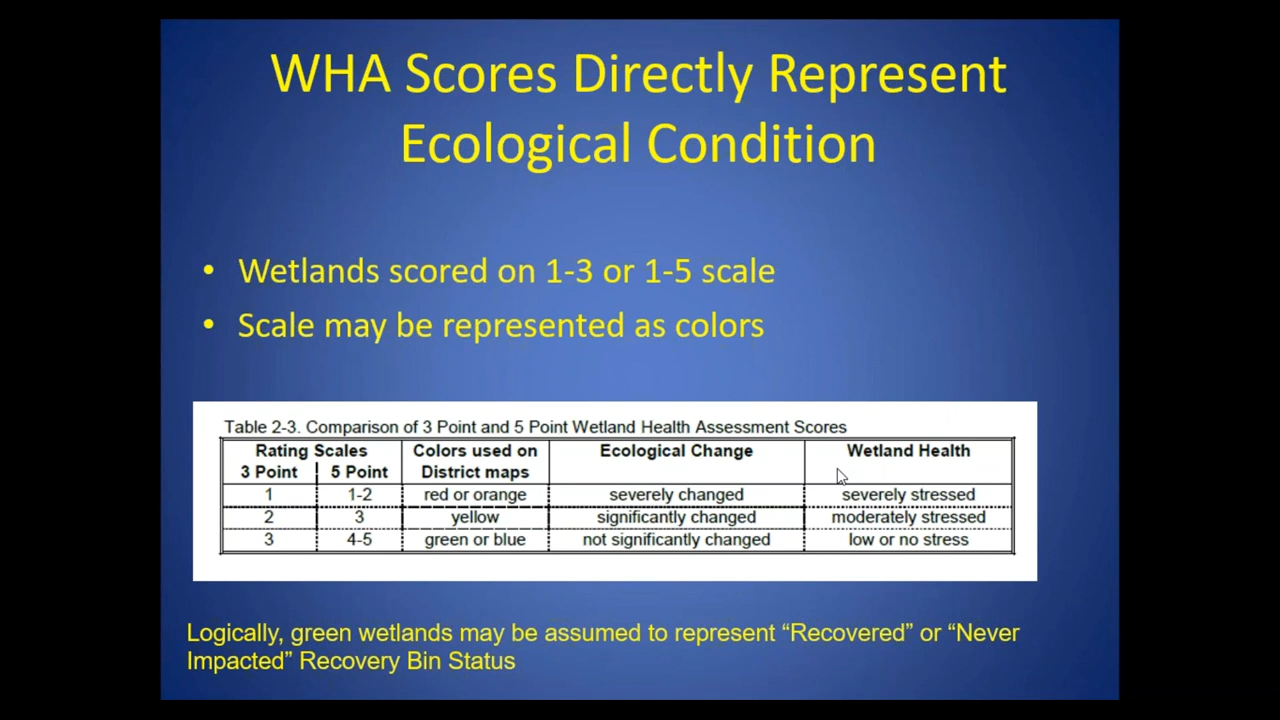 WHA Scores Directly Represent
Ecological Condition
• Wetlands scored on 1-3 or 1-5 scale
• Scale may be represented as colors
Table 2-3. Comparison of 3 Point and 5 Point Wetland Health Assessment Scores
Rating Scales Colors used on Ecological Change Wetland Health
3 Point 5 Point District maps
1 1-2 red or orange severely changed severely stressed
2 3 yellow significantly changed moderately stressed
3 4-5 green or blue not significantly changed low or no stress
Logically, green wetlands may be assumed to represent “Recovered” or “Never
Impacted” Recovery Bin Status